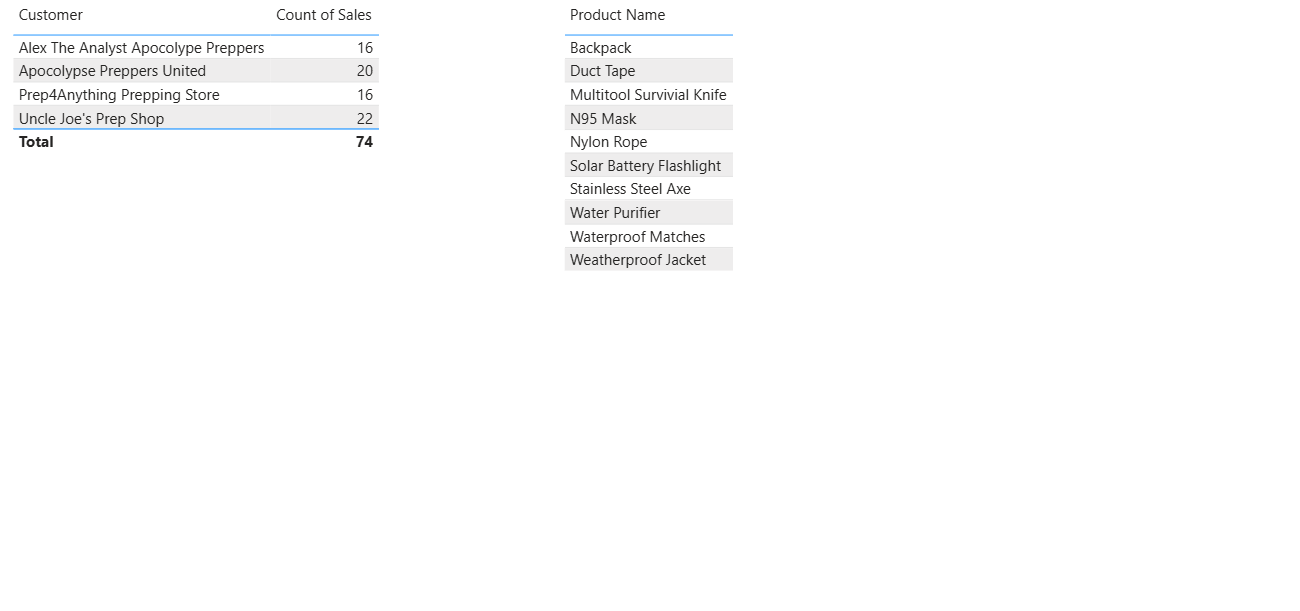 Customer Count of Sales
Alex The Analyst Apocolype Preppers 16
Apocolypse Preppers United 20
Prep4Anything Prepping Store 16
Uncle Joe's Prep Shop 22
Total 74
Product Name
Backpack
Duct Tape
Multitool Survivial Knife
N95 Mask
Nylon Rope
Solar Battery Flashlight
Stainless Steel Axe
Water Purifier
Waterproof Matches
Weatherproof Jacket